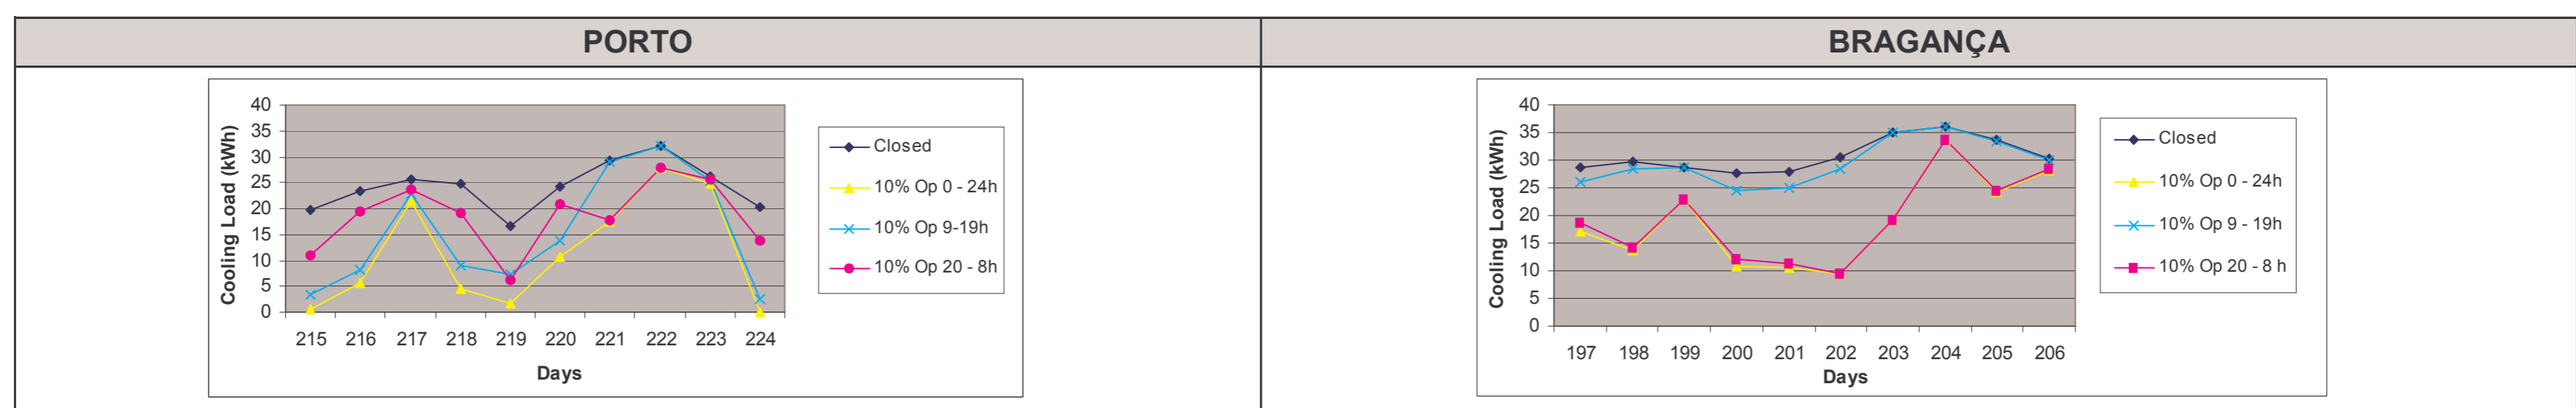 PORTO
BRAGANÇA
Cooling Load (kWh)
40
35
30
25
20
15
10
5
0
215 216 217 218 219 220 221 222 223 224
Days
Closed
10% Op 0 - 24h
10% Op 9-19h
10% Op 20 - 8h
Cooling Load (kWh)
40
35
30
25
20
15
10
5
0
197 198 199 200 201 202 203 204 205 206
Days
Closed
10% Op 0 - 24h
10% Op 9 - 19h
10% Op 20 - 8 h